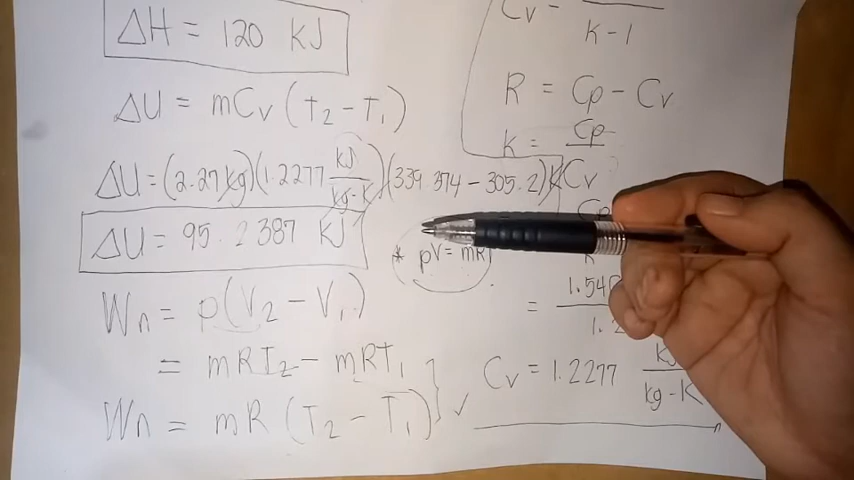 ΔH = 120 kJ
ΔU = mCv (T2 - T1)
ΔU = (2.27 kg)(1.2277 kJ/kg-K)(339.374 - 305.2)K
ΔU = 95.2387 kJ
Wn = p(V2 - V1)
= mRT2 - mRT1
Wn = mR (T2 - T1) ✓
* pV = mRT
Cv =
K-1
R = Cp - Cv
K = Cp
Cv
Cp
K
=
Cv = 1.2277 kJ/kg-K